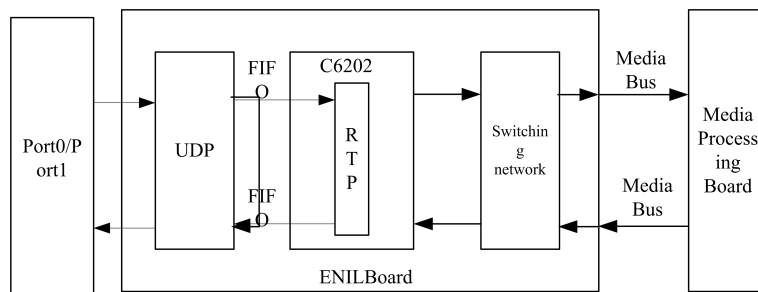 Port0/P
ort1
UDP
FIF
O
FIF
O
C6202
R
T
P
Switchin
g
network
ENILBoard
Media
Bus
Media
Bus
Media
Process
ing
Board